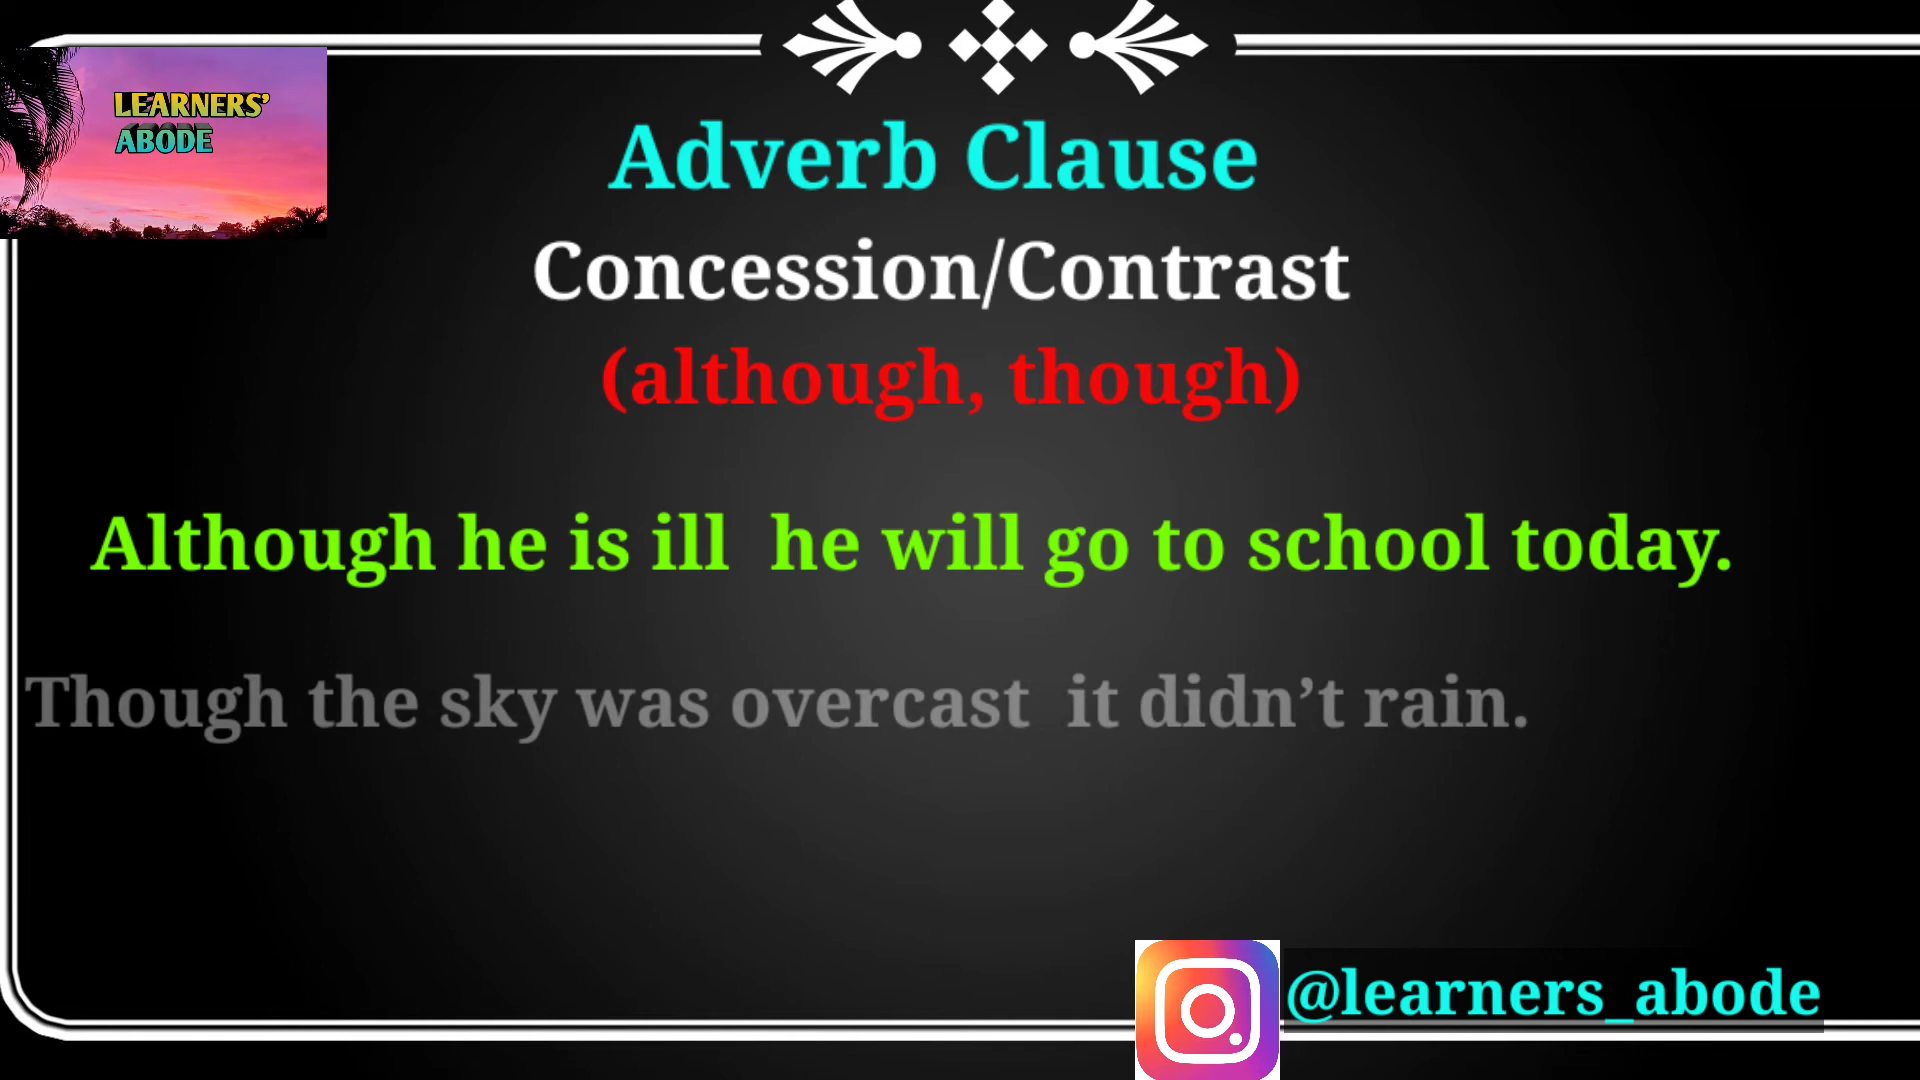 LEARNERS’
ABODE
Adverb Clause
Concession/Contrast
(although, though)
Although he is ill  he will go to school today.
Though the sky was overcast  it didn’t rain.
@learners_abode